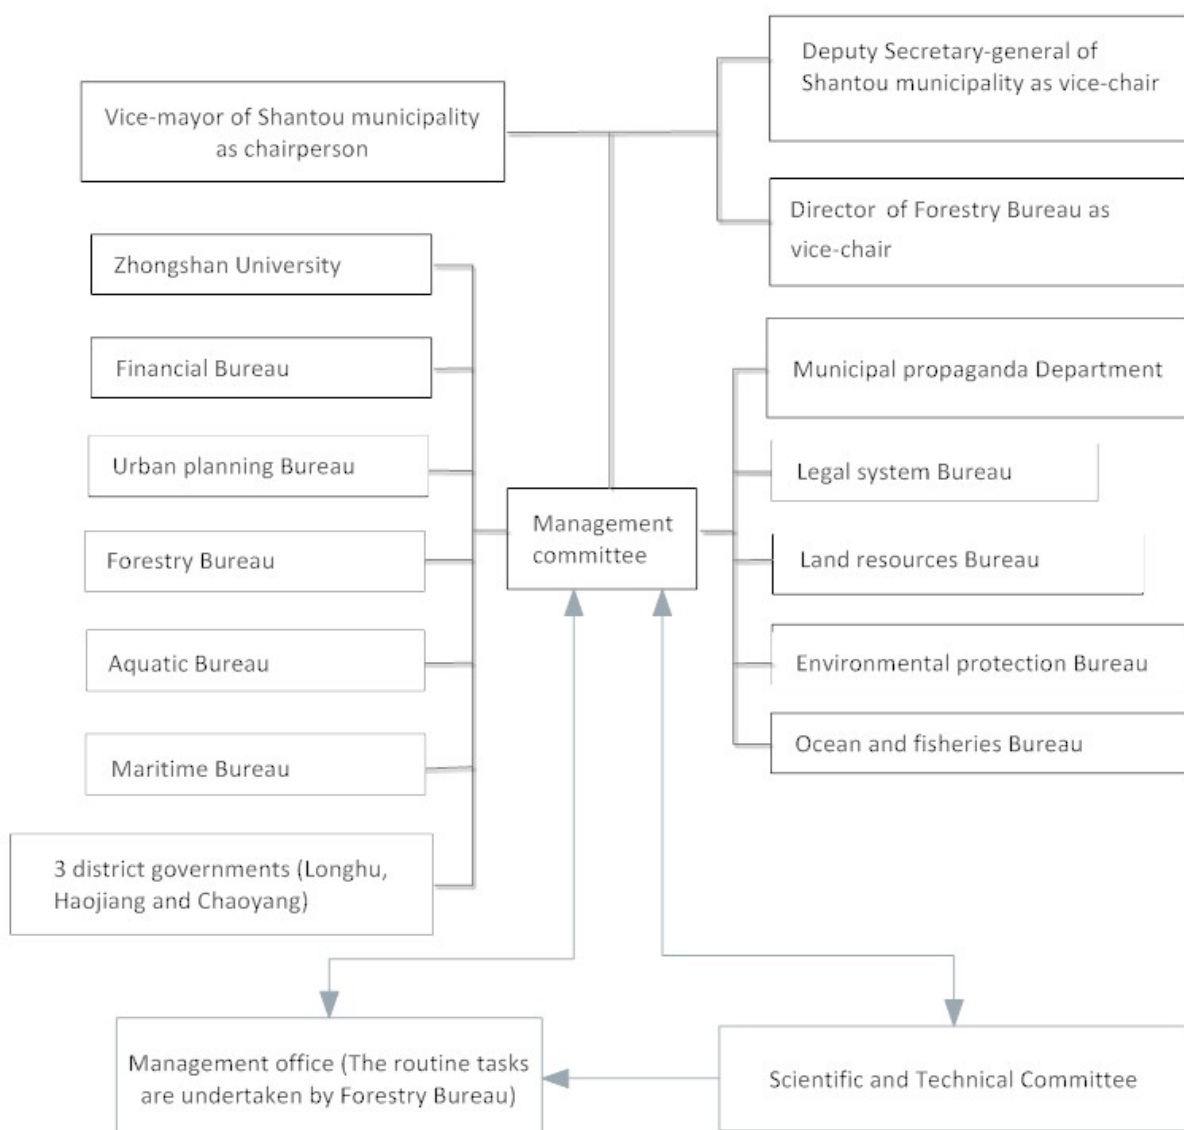 Deputy Secretary-general of
Shantou municipality as vice-chair
Vice-mayor of Shantou municipality
as chairperson
Director of Forestry Bureau as
vice-chair
Zhongshan University
Financial Bureau
Urban planning Bureau
Forestry Bureau
Aquatic Bureau
Maritime Bureau
3 district governments (Longhu,
Haojiang and Chaoyang)
Management
committee
Municipal propaganda Department
Legal system Bureau
Land resources Bureau
Environmental protection Bureau
Ocean and fisheries Bureau
Management office (The routine tasks
are undertaken by Forestry Bureau)
Scientific and Technical Committee